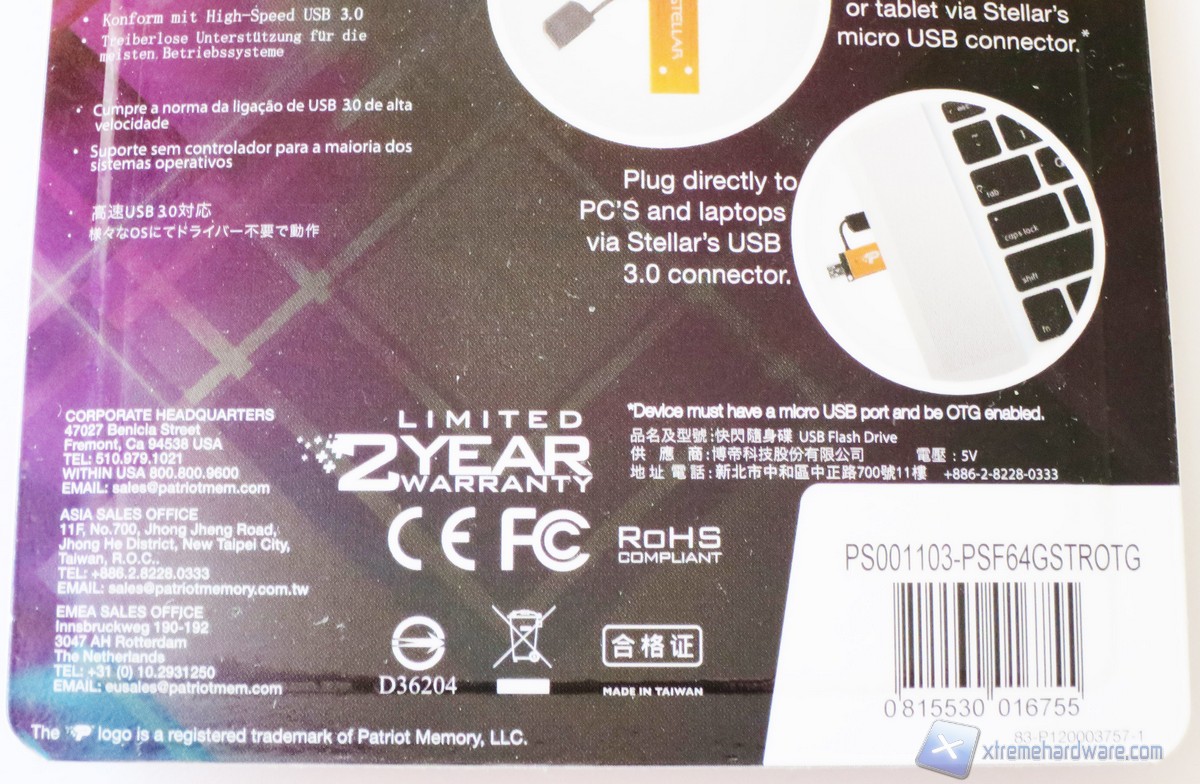 • Konform mit High-Speed USB 3.0
• Treiberlose Unterstützung für die
meisten Betriebssysteme
• Cumpre a norma da ligação de USB 3.0 de alta
velocidade
• Suporte sem controlador para a maioria dos
sistemas operativos
• 高速USB 3.0対応
• 様々なOSにてドライバー不要で動作
STELLAR
or tablet via Stellar's
micro USB connector.*
Plug directly to
PC'S and laptops
via Stellar's USB
3.0 connector.
tab
caps lock
shift
fn
CORPORATE HEADQUARTERS
47027 Benicia Street
Fremont, Ca 94538 USA
TEL: 510.979.1021
WITHIN USA 800.800.9600
EMAIL: sales@patriotmem.com
ASIA SALES OFFICE
11F, No.700, Jhong Jheng Road,
Jhong He District, New Taipei City,
Taiwan, R.O.C..
TEL: +886.2.8228.0333
EMAIL: sales@patriotmemory.com.tw
EMEA SALES OFFICE
Innsbruckweg 190-192
3047 AH Rotterdam
The Netherlands
TEL: +31 (0) 10.2931250
EMAIL: eusales@patriotmem.com
LIMITED
2YEAR
WARRANTY
CE FC RoHS
COMPLIANT
D36204
合格证
MADE IN TAIWAN
*Device must have a micro USB port and be OTG enabled.
品名及型號:快閃隨身碟 USB Flash Drive
供 應 商:博帝科技股份有限公司 電壓:5V
地址 電話:新北市中和區中正路700號11樓 +886-2-8228-0333
PS001103-PSF64GSTROTG
0 815530 016755
83-P120003757-1
The P logo is a registered trademark of Patriot Memory, LLC.
xtremehardware.com